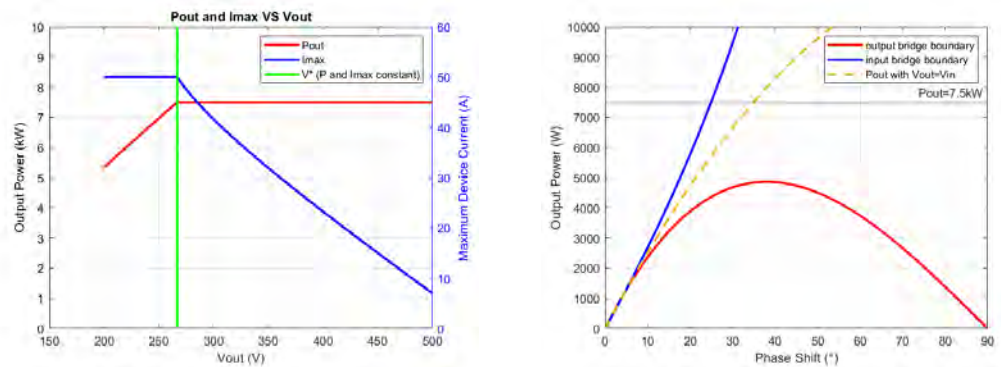 Pout and Imax VS Vout
10
9
8
7
6
5
4
3
2
1
0
Output Power (kW)
60
50
40
30
20
10
0
Maximum Device Current (A)
Pout
Imax
V* (P and Imax constant)
150 200 250 300 350 400 450 500
Vout (V)
10000
9000
8000
7000
6000
5000
4000
3000
2000
1000
0
Output Power (W)
output bridge boundary
input bridge boundary
Pout with Vout=Vin
Pout=7.5kW
0 10 20 30 40 50 60 70 80 90
Phase Shift (°)